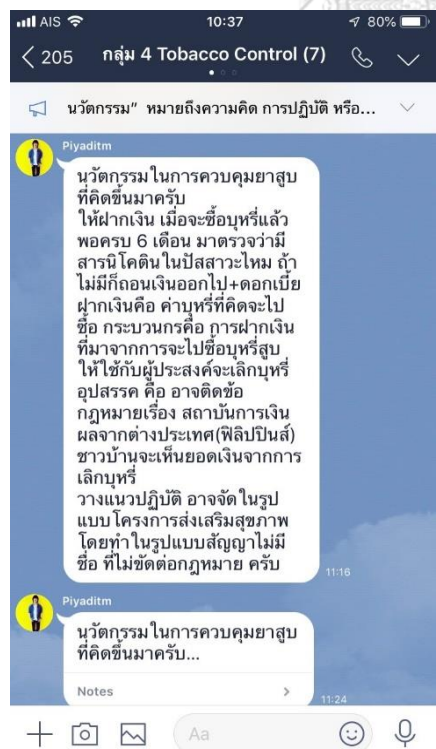 AIS 10:37 80%
205 กลุ่ม 4 Tobacco Control (7)
นวัตกรรม" หมายถึงความคิด การปฏิบัติ หรือ...
Piyaditm
นวัตกรรมในการควบคุมยาสูบ
ที่คิดขึ้นมาครับ
ให้ฝากเงิน เมื่อจะซื้อบุหรี่แล้ว
พอครบ 6 เดือน มาตรวจว่ามี
สารนิโคตินในปัสสาวะไหม ถ้า
ไม่มีก็ถอนเงินออกไป+ดอกเบี้ย
ฝากเงินคือ ค่าบุหรี่ที่คิดจะไป
ซื้อ กระบวนกรคือ การฝากเงิน
ที่มาจากการจะไปซื้อบุหรี่สูบ
ให้ใช้กับผู้ประสงค์จะเลิกบุหรี่
อุปสรรค คือ อาจติดข้อ
กฎหมายเรื่อง สถาบันการเงิน
ผลจากต่างประเทศ(ฟิลิปปินส์)
ชาวบ้านจะเห็นยอดเงินจากการ
เลิกบุหรี่
วางแนวปฏิบัติ อาจจัดในรูป
แบบโครงการส่งเสริมสุขภาพ
โดยทำในรูปแบบสัญญาไม่มี
ชื่อ ที่ไม่ขัดต่อกฎหมาย ครับ
11:16
Piyaditm
นวัตกรรมในการควบคุมยาสูบ
ที่คิดขึ้นมาครับ...
Notes
11:24
Aa